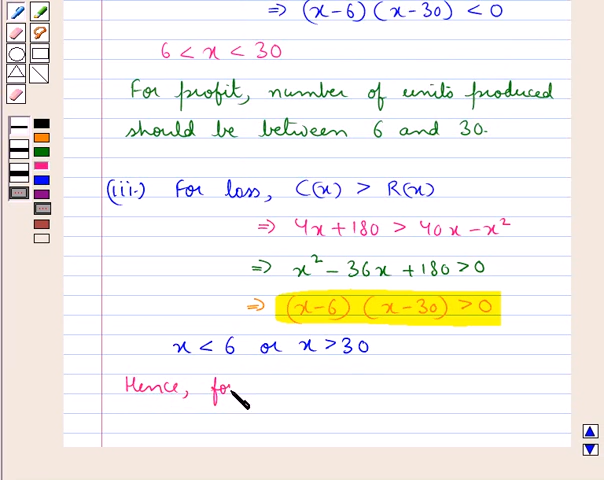 ⇒ (x-6) (x-30) < 0
6 < x < 30
For profit, number of units produced
should be between 6 and 30.
(iii.) For loss, C(x) > R(x)
⇒ 4x + 180 > 40x - x²
⇒ x² - 36x + 180 > 0
⇒ (x-6) (x-30) > 0
x < 6 or x > 30
Hence, fo